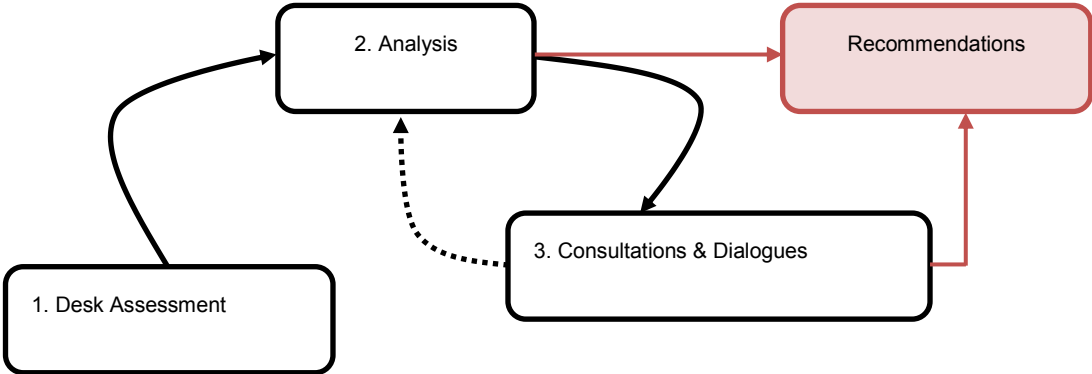 2. Analysis
Recommendations
3. Consultations & Dialogues
1. Desk Assessment